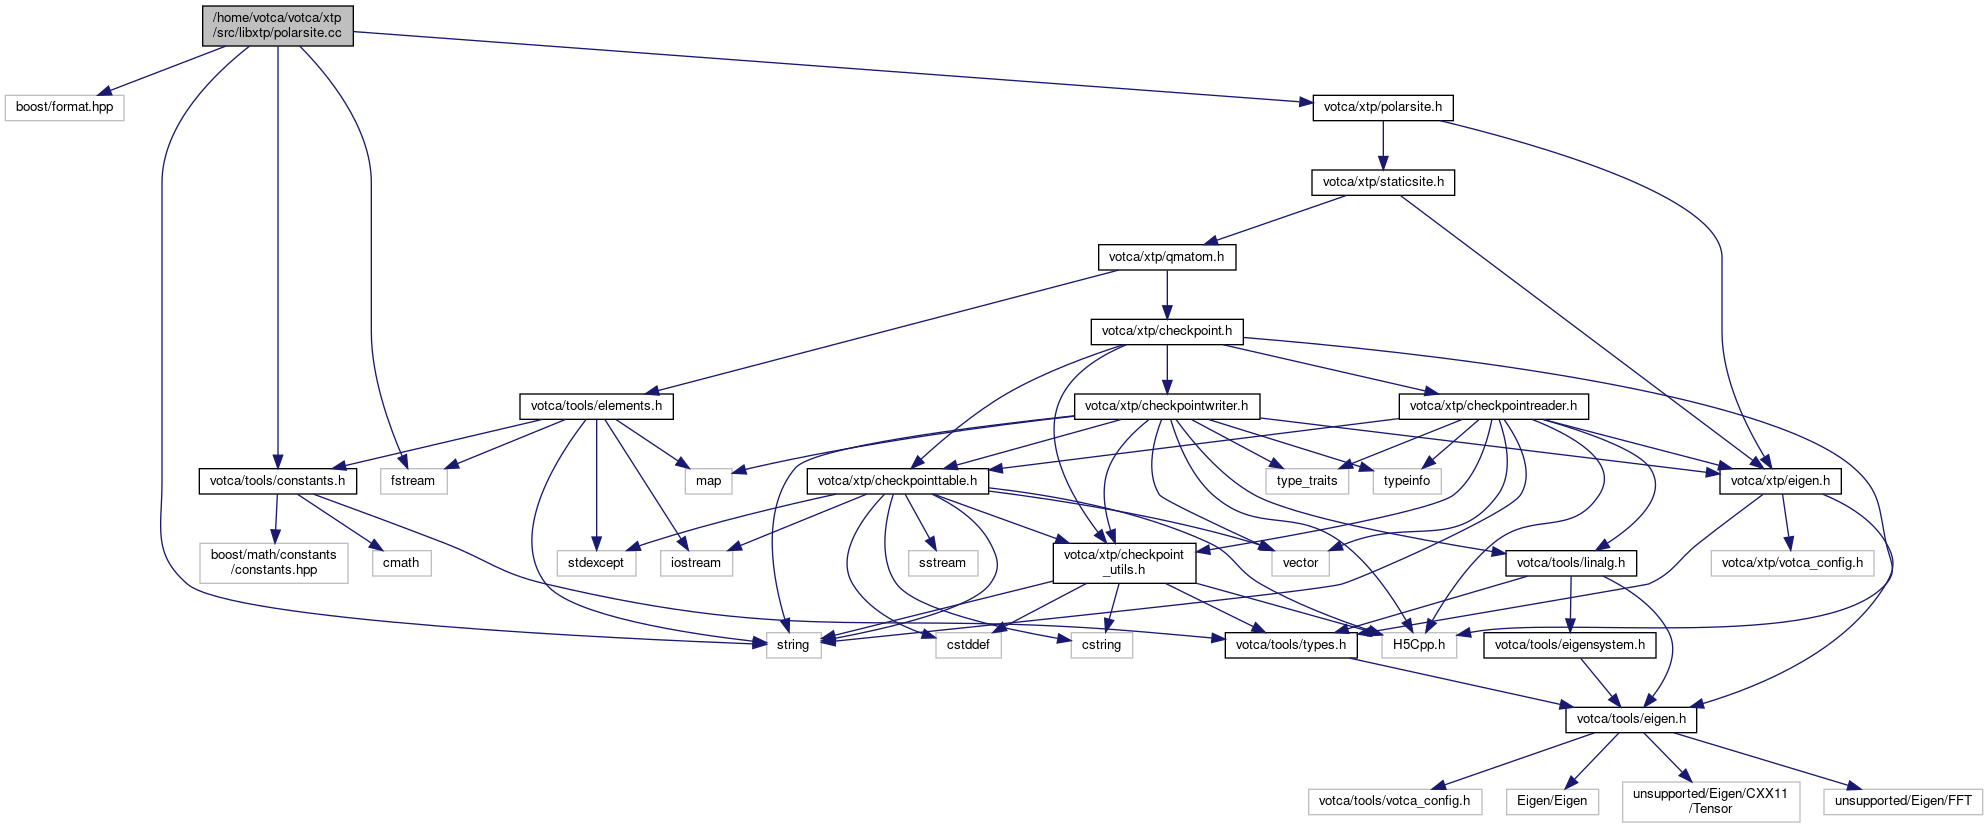 /home/votca/votca/xtp
/src/libxtp/polarsite.cc
boost/format.hpp
votca/xtp/polarsite.h
votca/xtp/staticsite.h
votca/xtp/qmatom.h
votca/xtp/checkpoint.h
votca/tools/elements.h
votca/xtp/checkpointwriter.h
votca/xtp/checkpointreader.h
votca/tools/constants.h
fstream
map
votca/xtp/checkpointtable.h
type_traits
typeinfo
votca/xtp/eigen.h
boost/math/constants
/constants.hpp
cmath
stdexcept
iostream
sstream
votca/xtp/checkpoint
_utils.h
vector
votca/tools/linalg.h
votca/xtp/votca_config.h
string
cstddef
cstring
votca/tools/types.h
H5Cpp.h
votca/tools/eigensystem.h
votca/tools/eigen.h
votca/tools/votca_config.h
Eigen/Eigen
unsupported/Eigen/CXX11
/Tensor
unsupported/Eigen/FFT